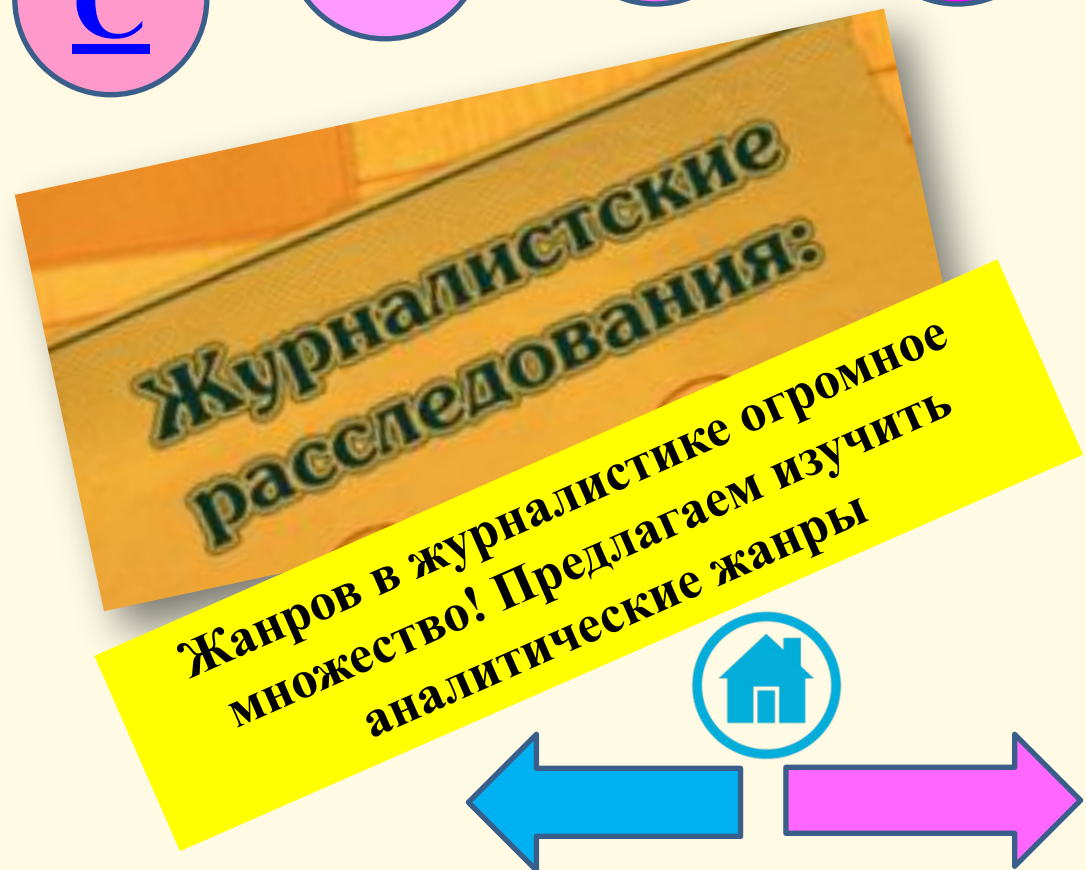 С
Журналистские
расследования:
Жанров в журналистике огромное
множество! Предлагаем изучить
аналитические жанры